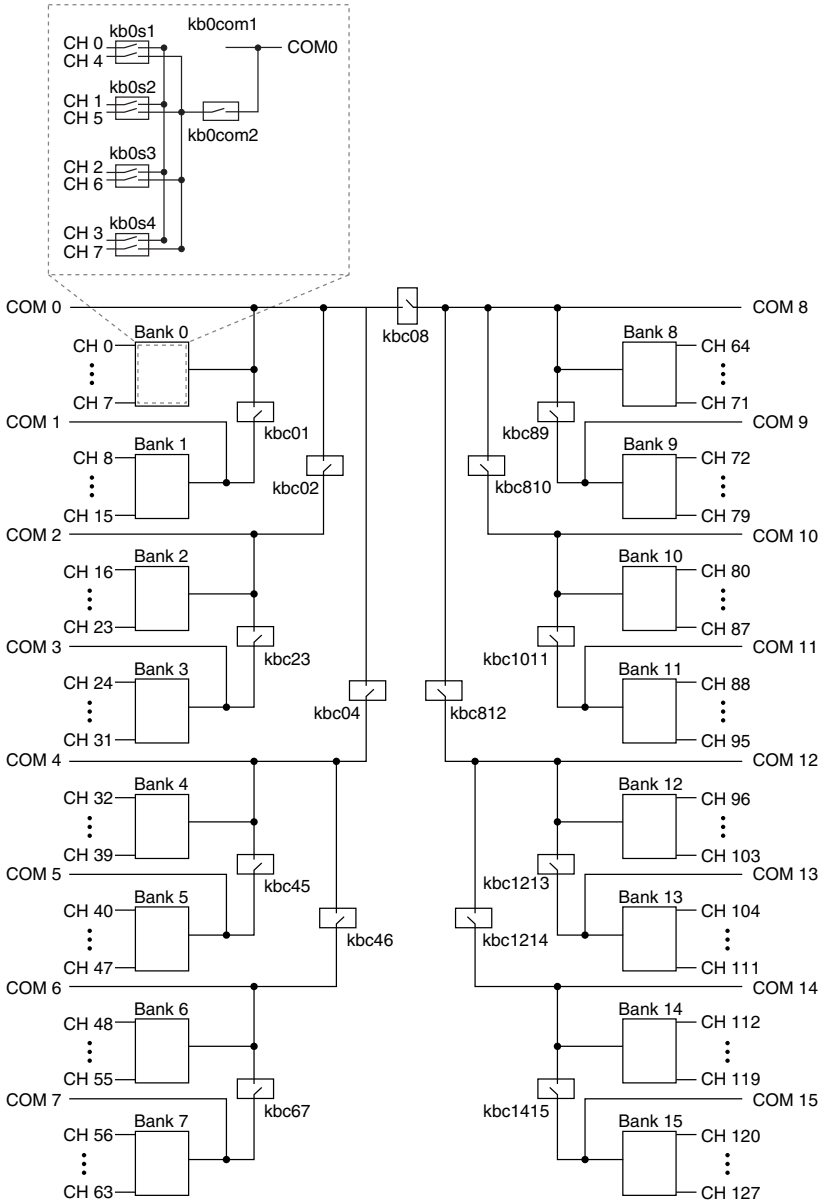 kb0com1
kb0s1
CH 0
CH 4
COM0
kb0s2
CH 1
CH 5
kb0com2
kb0s3
CH 2
CH 6
kb0s4
CH 3
CH 7
COM 0
COM 8
kbc08
Bank 0
Bank 8
CH 0
CH 64
CH 7
CH 71
COM 1
COM 9
kbc01
kbc89
Bank 1
Bank 9
CH 8
CH 72
kbc02
kbc810
CH 15
CH 79
COM 2
COM 10
Bank 2
Bank 10
CH 16
CH 80
CH 23
CH 87
COM 3
COM 11
kbc23
kbc1011
Bank 3
Bank 11
CH 24
CH 88
kbc04
kbc812
CH 31
CH 95
COM 4
COM 12
Bank 4
Bank 12
CH 32
CH 96
CH 39
CH 103
COM 5
COM 13
kbc45
kbc1213
Bank 5
Bank 13
CH 40
CH 104
kbc46
kbc1214
CH 47
CH 111
COM 6
COM 14
Bank 6
Bank 14
CH 48
CH 112
CH 55
CH 119
COM 7
COM 15
kbc67
kbc1415
Bank 7
Bank 15
CH 56
CH 120
CH 63
CH 127